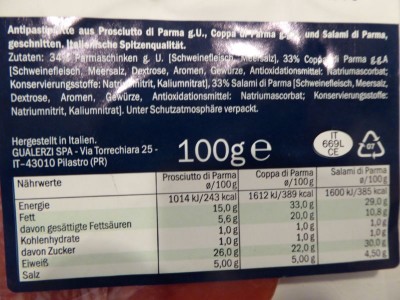 Antipastiplatte aus Prosciutto di Parma g.U., Coppa di Parma g.g.A. und Salami di Parma,
geschnitten. Italienische Spitzenqualität.
Zutaten: 34% Parmaschinken g. U. [Schweinefleisch, Meersalz], 33% Coppa di Parma g.g.A
[Schweinefleisch, Meersalz, Dextrose, Aromen, Gewürze, Antioxidationsmittel: Natriumascorbat;
Konservierungsstoffe: Natriumnitrit, Kaliumnitrat], 33% Salami di Parma [Schweinefleisch, Meersalz,
Dextrose, Aromen, Gewürze, Antioxidationsmittel: Natriumascorbat; Konservierungsstoffe:
Natriumnitrit, Kaliumnitrat]. Unter Schutzatmosphäre verpackt.
Hergestellt in Italien.
GUALERZI SPA - Via Torrechiara 25 -
IT-43010 Pilastro (PR)
100g e
IT
669L
CE
07
Nährwerte Prosciutto di Parma ø/100g Coppa di Parma ø/100g Salami di Parma ø/100g
Energie 1014 kJ/243 kcal 1612 kJ/389 kcal 1600 kJ/385 kcal
Fett 15,0g 33,0g 29,0g
davon gesättigte Fettsäuren 5,6g 20,0g 10,8g
Kohlenhydrate 1,0g 1,0g 1,0g
davon Zucker 1,0g 1,0g 1,0g
Eiweiß 26,0g 22,0g 30,0g
Salz 5,00g 5,00g 4,50g